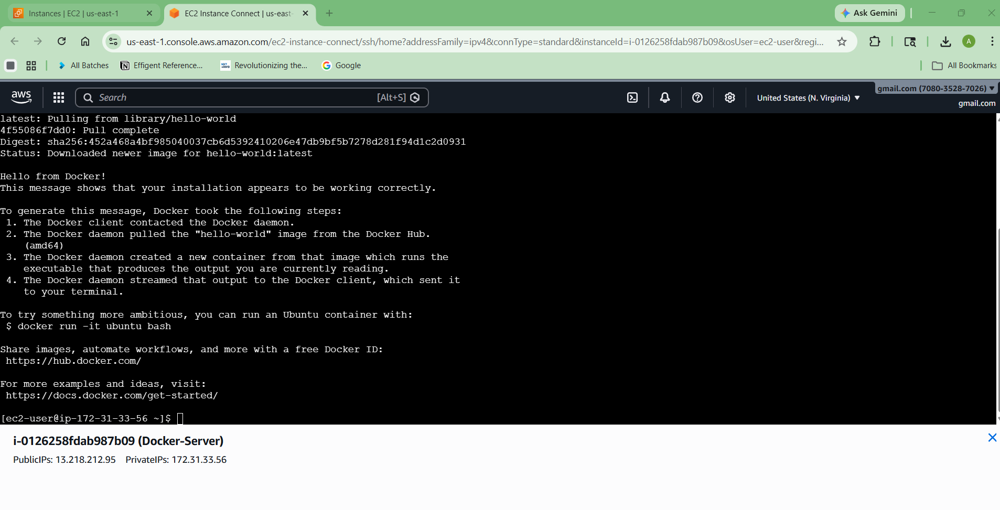 Instances | EC2 | us-east-1
EC2 Instance Connect | us-east-
Ask Gemini
us-east-1.console.aws.amazon.com/ec2-instance-connect/ssh/home?addressFamily=ipv4&connType=standard&instanceId=i-0126258fdab987b09&osUser=ec2-user&regi...
A
All Batches
Effigent Reference...
Revolutionizing the...
Google
All Bookmarks
aws
Search
[Alt+S]
United States (N. Virginia)
gmail.com (7080-3528-7026)
gmail.com
latest: Pulling from library/hello-world
4f55086f7dd0: Pull complete
Digest: sha256:452a468a4bf985040037cb6d5392410206e47db9bf5b7278d281f94d1c2d0931
Status: Downloaded newer image for hello-world:latest
Hello from Docker!
This message shows that your installation appears to be working correctly.
To generate this message, Docker took the following steps:
1. The Docker client contacted the Docker daemon.
2. The Docker daemon pulled the "hello-world" image from the Docker Hub.
(amd64)
3. The Docker daemon created a new container from that image which runs the
executable that produces the output you are currently reading.
4. The Docker daemon streamed that output to the Docker client, which sent it
to your terminal.
To try something more ambitious, you can run an Ubuntu container with:
$ docker run -it ubuntu bash
Share images, automate workflows, and more with a free Docker ID:
https://hub.docker.com/
For more examples and ideas, visit:
https://docs.docker.com/get-started/
[ec2-user@ip-172-31-33-56 ~]$
i-0126258fdab987b09 (Docker-Server)
PublicIPs: 13.218.212.95 PrivateIPs: 172.31.33.56